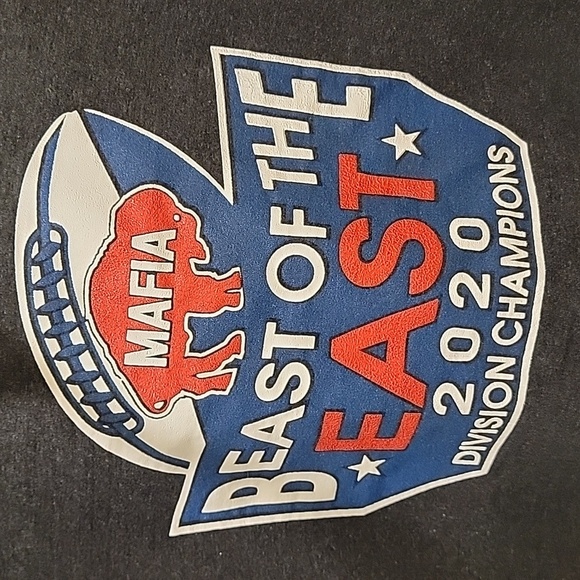 MAFIA
BEAST OF THE
EAST
2020
DIVISION CHAMPIONS